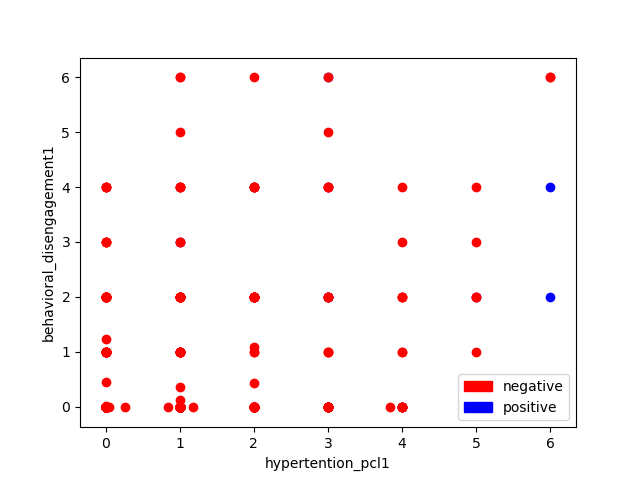 6
5
4
3
2
1
0
behavioral_disengagement1
negative
positive
0 1 2 3 4 5 6
hypertention_pcl1